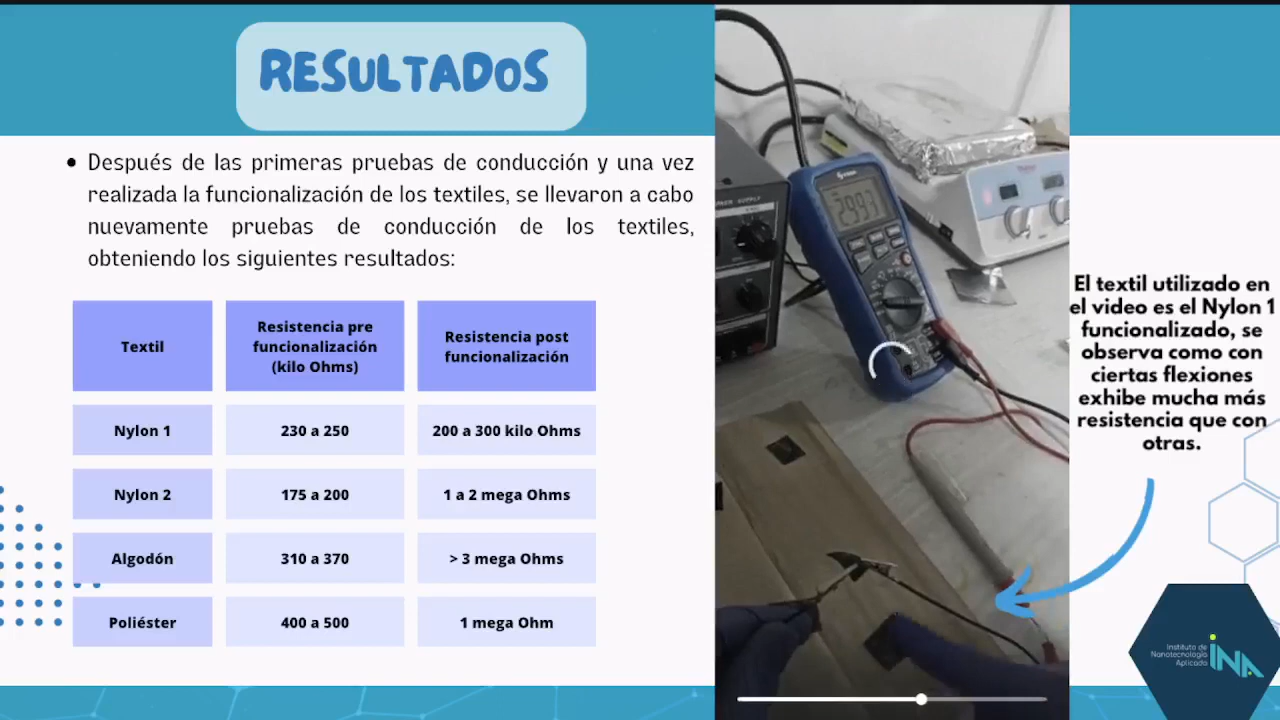 RESULTADOS
Después de las primeras pruebas de conducción y una vez
realizada la funcionalización de los textiles, se llevaron a cabo
nuevamente pruebas de conducción de los textiles,
obteniendo los siguientes resultados:
Textil
Resistencia pre
funcionalización
(kilo Ohms)
Resistencia post
funcionalización
Nylon 1
230 a 250
200 a 300 kilo Ohms
Nylon 2
175 a 200
1 a 2 mega Ohms
Algodón
310 a 370
> 3 mega Ohms
Poliéster
400 a 500
1 mega Ohm
El textil utilizado en
el video es el Nylon 1
funcionalizado, se
observa como con
ciertas flexiones
exhibe mucha más
resistencia que con
otras.
Instituto de
Nanotecnología
Aplicada
iNA